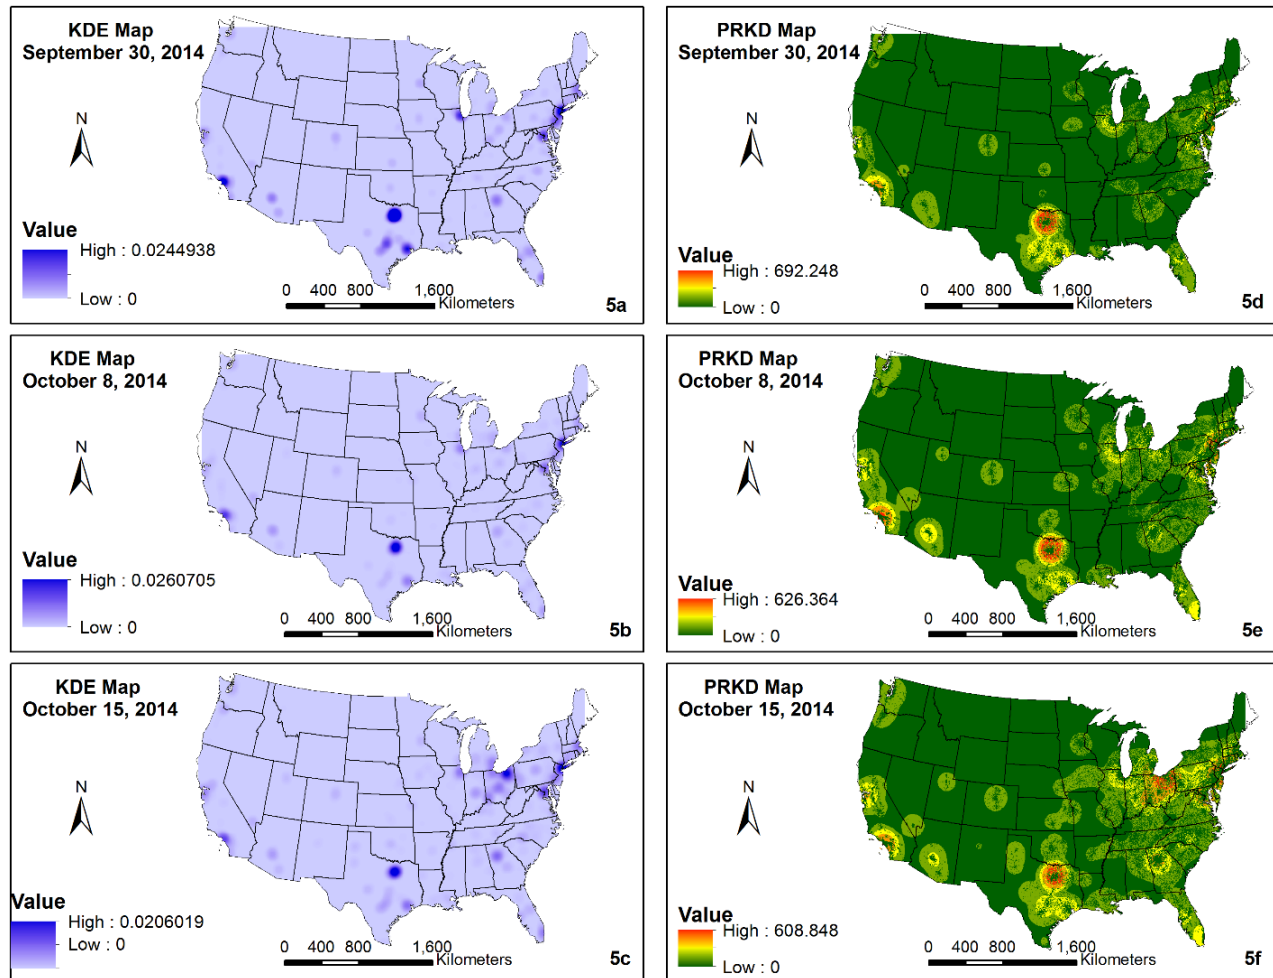 KDE Map
September 30, 2014
N
Value
High : 0.0244938
Low : 0
0 400 800 1,600
Kilometers
5a
PRKD Map
September 30, 2014
N
Value
High : 692.248
Low : 0
0 400 800 1,600
Kilometers
5d
KDE Map
October 8, 2014
N
Value
High : 0.0260705
Low : 0
0 400 800 1,600
Kilometers
5b
PRKD Map
October 8, 2014
N
Value
High : 626.364
Low : 0
0 400 800 1,600
Kilometers
5e
KDE Map
October 15, 2014
N
Value
High : 0.0206019
Low : 0
0 400 800 1,600
Kilometers
5c
PRKD Map
October 15, 2014
N
Value
High : 608.848
Low : 0
0 400 800 1,600
Kilometers
5f